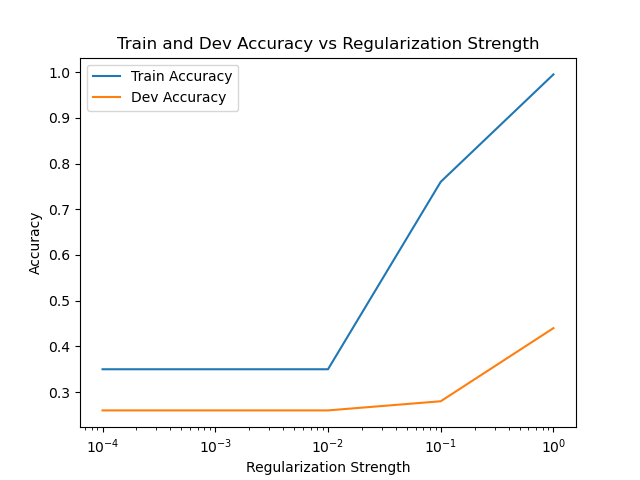 Train and Dev Accuracy vs Regularization Strength
Train Accuracy
Dev Accuracy
1.0
0.9
0.8
0.7
0.6
0.5
0.4
0.3
Accuracy
10⁻⁴ 10⁻³ 10⁻² 10⁻¹ 10⁰
Regularization Strength